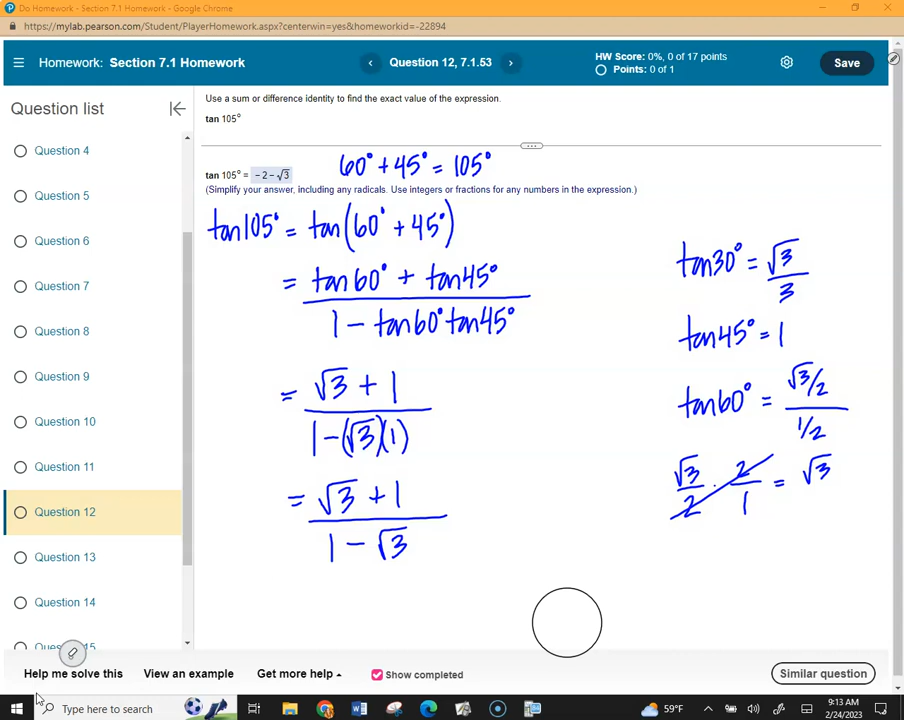 Do Homework - Section 7.1 Homework - Google Chrome
https://mylab.pearson.com/Student/PlayerHomework.aspx?centerwin=yes&homeworkid=-22894
Homework: Section 7.1 Homework
Question 12, 7.1.53
HW Score: 0%, 0 of 17 points
Points: 0 of 1
Save
Question list
Question 4
Question 5
Question 6
Question 7
Question 8
Question 9
Question 10
Question 11
Question 12
Question 13
Question 14
Use a sum or difference identity to find the exact value of the expression.
tan 105°
60° + 45° = 105°
tan 105° = -2-√3
(Simplify your answer, including any radicals. Use integers or fractions for any numbers in the expression.)
tan105° = tan(60° + 45°)
= tan60° + tan45°
1 - tan60° tan45°
= √3 + 1
1-(√3)(1)
= √3 + 1
1 - √3
tan30° = √3
3
tan45° = 1
tan60° = √3/2
1/2
√3/2 · 2/1 = √3
Help me solve this
View an example
Get more help
Show completed
Similar question
Type here to search
59°F
9:13 AM
2/24/2023